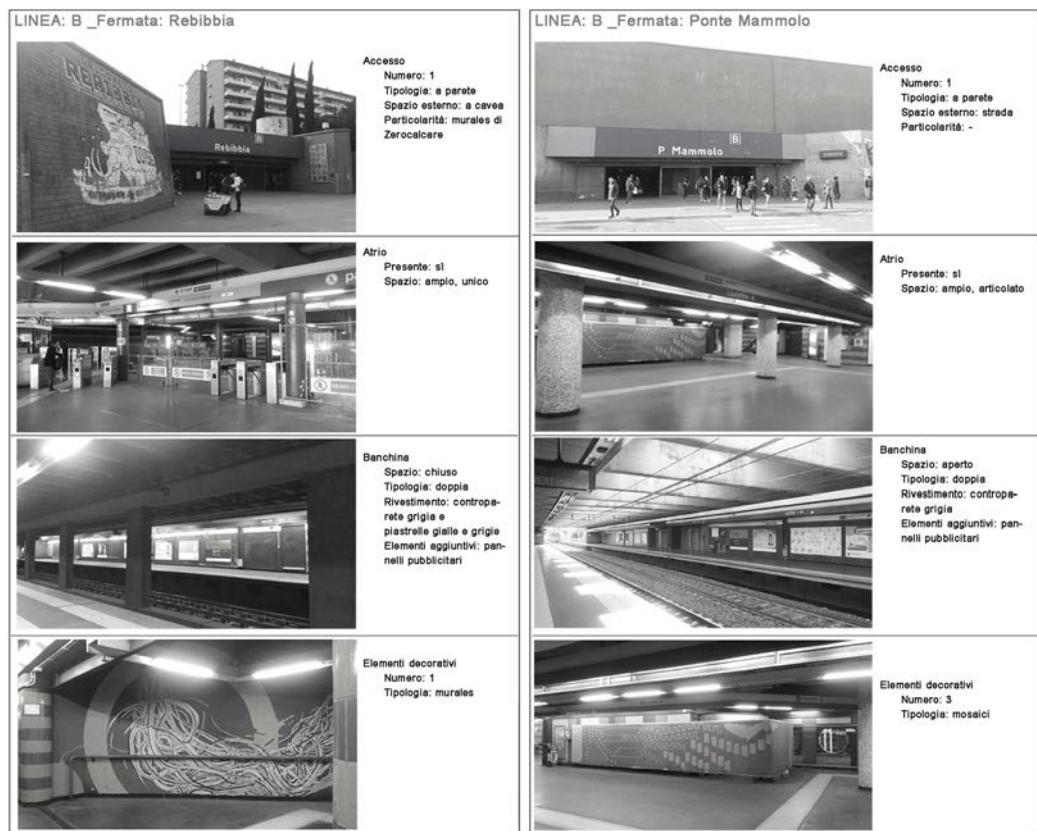 LINEA: B _Fermata: Rebibbia
REBIBBIA
B
Rebibbia
Accesso
Numero: 1
Tipologia: a parete
Spazio esterno: a cavea
Particolarità: murales di
Zerocalcare
Atrio
Presente: sì
Spazio: ampio, unico
Banchina
Spazio: chiuso
Tipologia: doppia
Rivestimento: contropa-
rete grigia e
piastrelle gialle e grigie
Elementi aggiuntivi: pan-
nelli pubblicitari
Elementi decorativi
Numero: 1
Tipologia: murales
LINEA: B _Fermata: Ponte Mammolo
B
P. Mammolo
Accesso
Numero: 1
Tipologia: a parete
Spazio esterno: strada
Particolarità: -
Atrio
Presente: sì
Spazio: ampio, articolato
Banchina
Spazio: aperto
Tipologia: doppia
Rivestimento: contropa-
rete grigia
Elementi aggiuntivi: pan-
nelli pubblicitari
Elementi decorativi
Numero: 3
Tipologia: mosaici